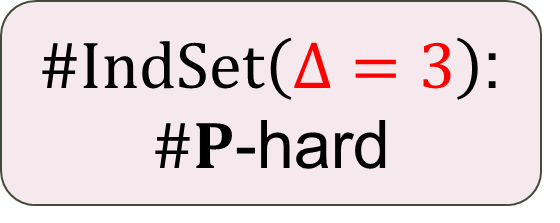 #IndSet(Δ = 3):
#P-hard